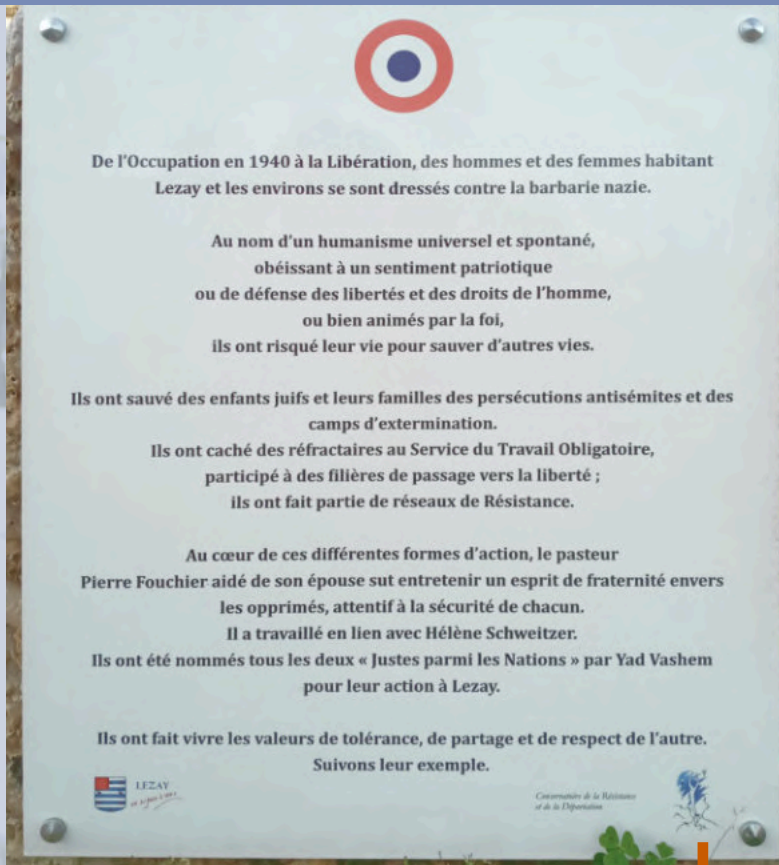 De l'Occupation en 1940 à la Libération, des hommes et des femmes habitant
Lezay et les environs se sont dressés contre la barbarie nazie.
Au nom d'un humanisme universel et spontané,
obéissant à un sentiment patriotique
ou de défense des libertés et des droits de l'homme,
ou bien animés par la foi,
ils ont risqué leur vie pour sauver d'autres vies.
Ils ont sauvé des enfants juifs et leurs familles des persécutions antisémites et des
camps d'extermination.
Ils ont caché des réfractaires au Service du Travail Obligatoire,
participé à des filières de passage vers la liberté ;
ils ont fait partie de réseaux de Résistance.
Au cœur de ces différentes formes d'action, le pasteur
Pierre Fouchier aidé de son épouse sut entretenir un esprit de fraternité envers
les opprimés, attentif à la sécurité de chacun.
Il a travaillé en lien avec Hélène Schweitzer.
Ils ont été nommés tous les deux « Justes parmi les Nations » par Yad Vashem
pour leur action à Lezay.
Ils ont fait vivre les valeurs de tolérance, de partage et de respect de l'autre.
Suivons leur exemple.
LEZAY
Conservatoire de la Résistance
et de la Déportation